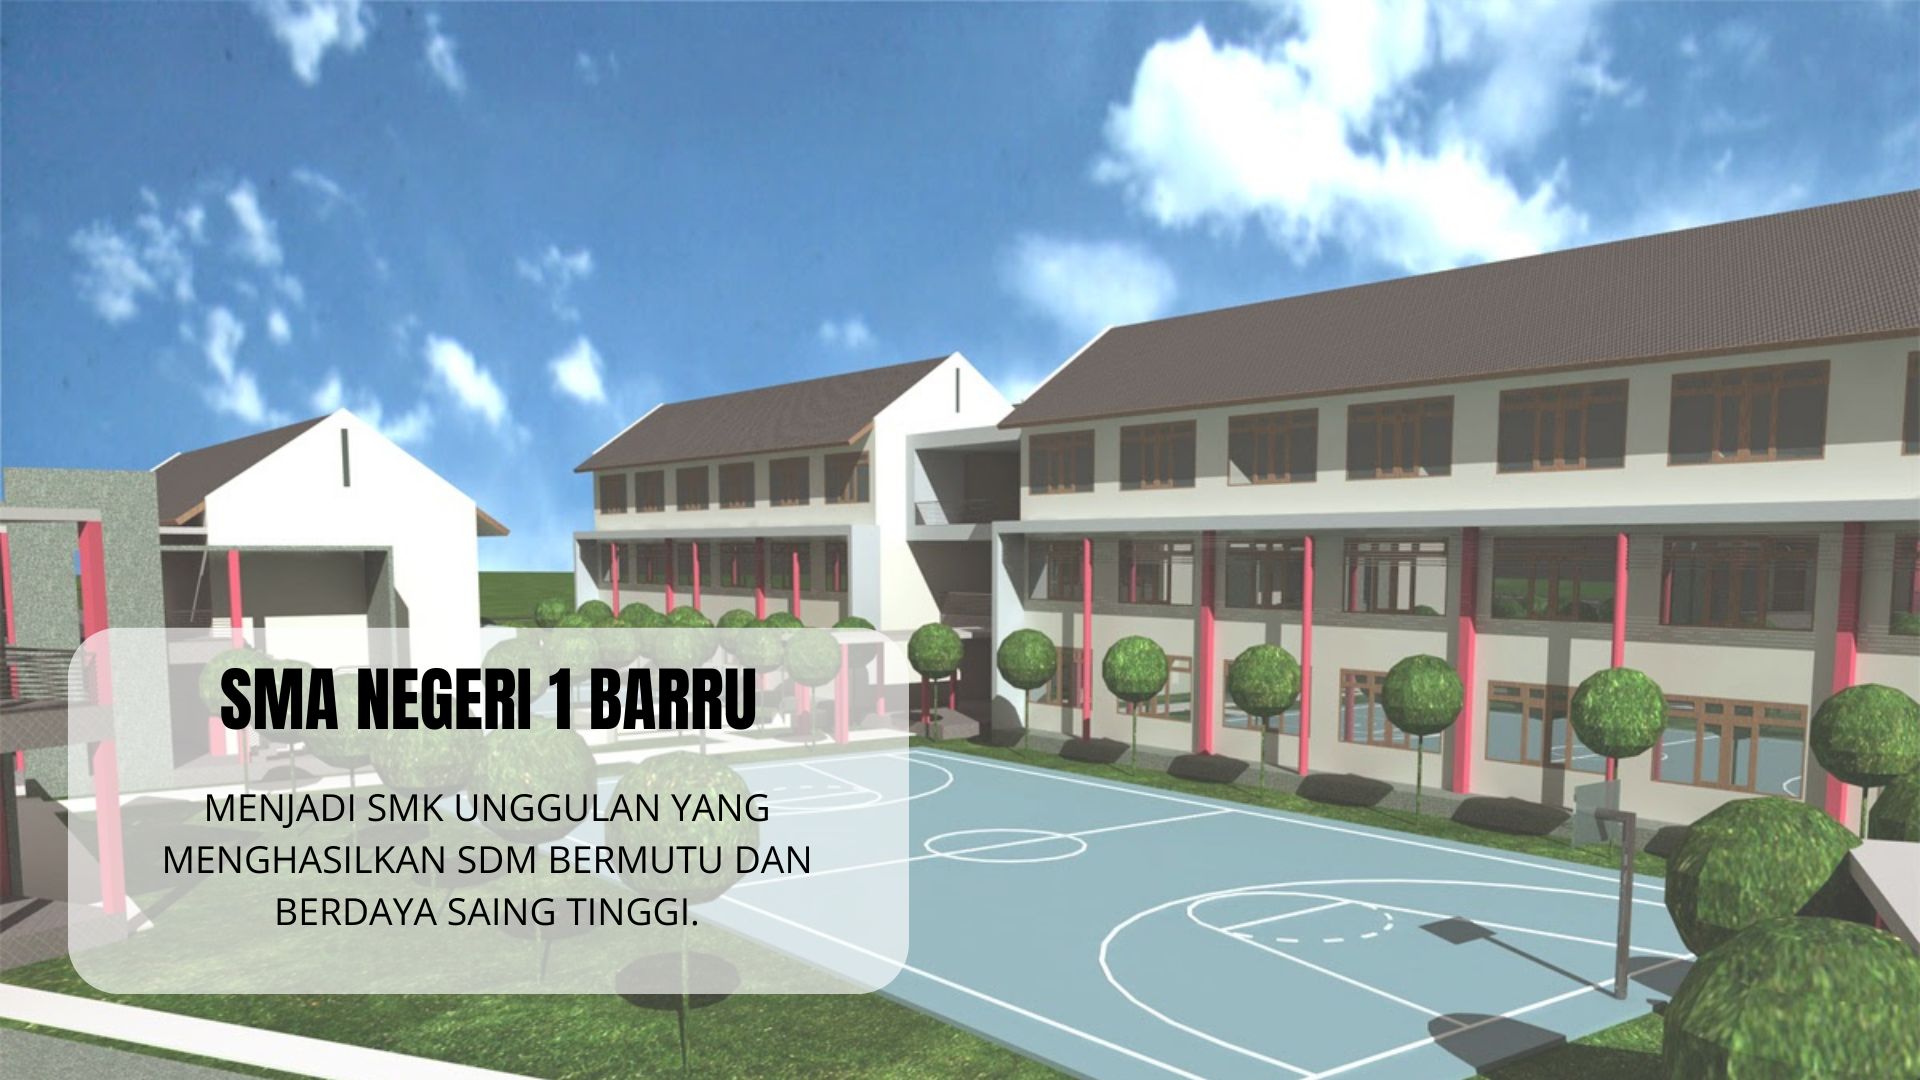 SMA NEGERI 1 BARRU
MENJADI SMK UNGGULAN YANG
MENGHASILKAN SDM BERMUTU DAN
BERDAYA SAING TINGGI.